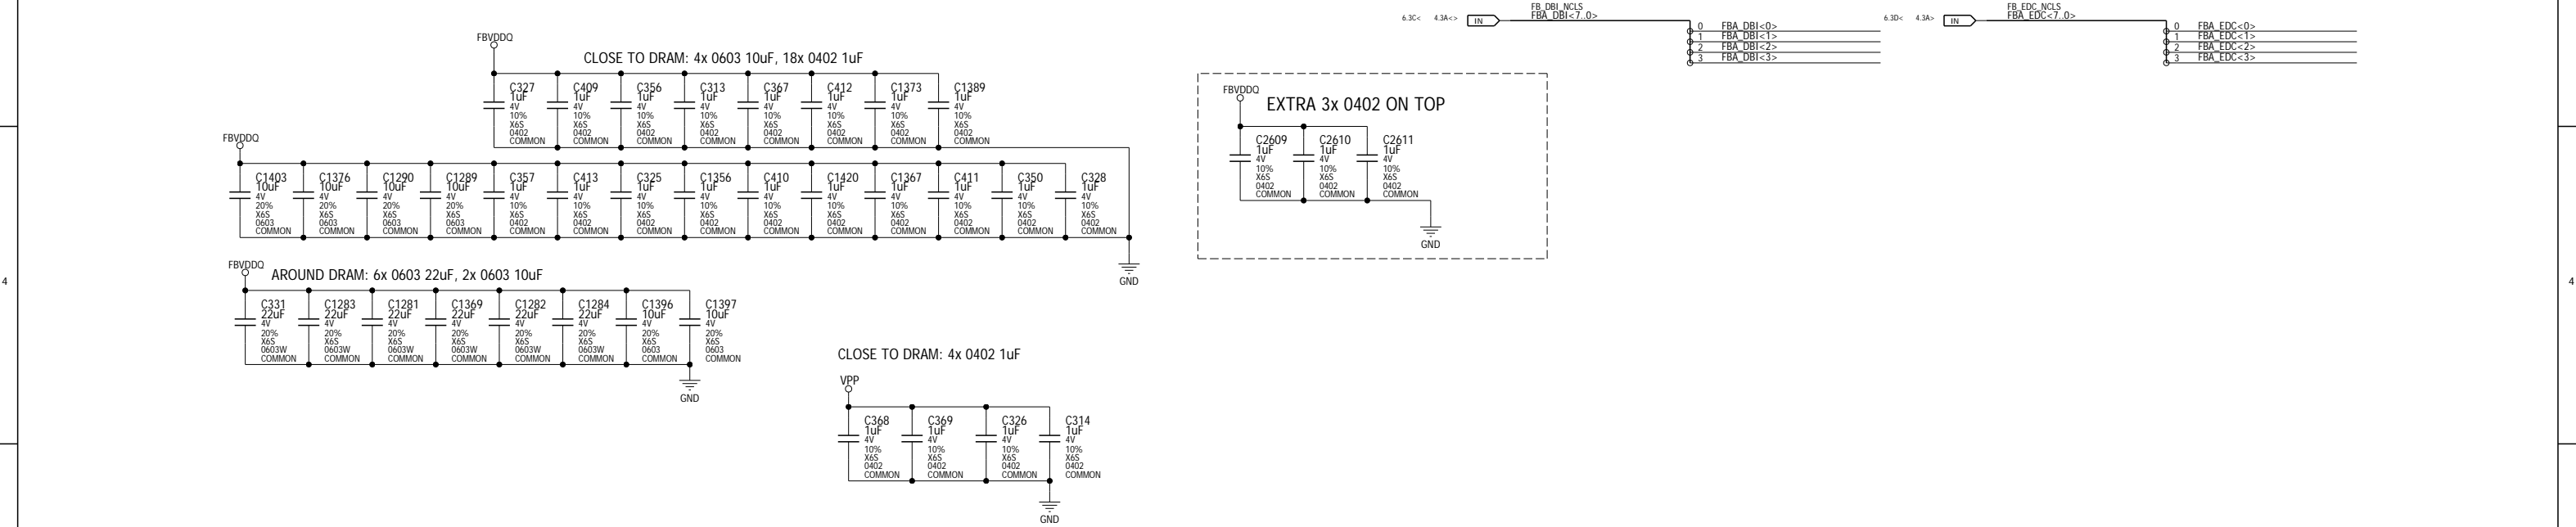 FB_DBI_NCLS
FB_EDC_NCLS
6.3C< 4.3A<> IN FBA_DBI<7..0>
6.3D< 4.3A> IN FBA_EDC<7..0>
0 FBA_DBI<0>
1 FBA_DBI<1>
2 FBA_DBI<2>
3 FBA_DBI<3>
0 FBA_EDC<0>
1 FBA_EDC<1>
2 FBA_EDC<2>
3 FBA_EDC<3>
FBVDDQ
CLOSE TO DRAM: 4x 0603 10uF, 18x 0402 1uF
C327 C409 C356 C313 C367 C412 C1373 C1389
1uF 1uF 1uF 1uF 1uF 1uF 1uF 1uF
4V 4V 4V 4V 4V 4V 4V 4V
10% 10% 10% 10% 10% 10% 10% 10%
X6S X6S X6S X6S X6S X6S X6S X6S
0402 0402 0402 0402 0402 0402 0402 0402
COMMON COMMON COMMON COMMON COMMON COMMON COMMON COMMON
FBVDDQ
C1403 C1376 C1290 C1289 C357 C413 C325 C1356 C410 C1420 C1367 C411 C350 C328
10uF 10uF 10uF 10uF 1uF 1uF 1uF 1uF 1uF 1uF 1uF 1uF 1uF 1uF
4V 4V 4V 4V 4V 4V 4V 4V 4V 4V 4V 4V 4V 4V
20% 20% 20% 20% 10% 10% 10% 10% 10% 10% 10% 10% 10% 10%
X6S X6S X6S X6S X6S X6S X6S X6S X6S X6S X6S X6S X6S X6S
0603 0603 0603 0603 0402 0402 0402 0402 0402 0402 0402 0402 0402 0402
COMMON COMMON COMMON COMMON COMMON COMMON COMMON COMMON COMMON COMMON COMMON COMMON COMMON COMMON
GND
FBVDDQ
EXTRA 3x 0402 ON TOP
C2609 C2610 C2611
1uF 1uF 1uF
4V 4V 4V
10% 10% 10%
X6S X6S X6S
0402 0402 0402
COMMON COMMON COMMON
GND
4
4
FBVDDQ
AROUND DRAM: 6x 0603 22uF, 2x 0603 10uF
C331 C1283 C1281 C1369 C1282 C1284 C1396 C1397
22uF 22uF 22uF 22uF 22uF 22uF 10uF 10uF
4V 4V 4V 4V 4V 4V 4V 4V
20% 20% 20% 20% 20% 20% 20% 20%
X6S X6S X6S X6S X6S X6S X6S X6S
0603W 0603W 0603W 0603W 0603W 0603W 0603 0603
COMMON COMMON COMMON COMMON COMMON COMMON COMMON COMMON
GND
CLOSE TO DRAM: 4x 0402 1uF
VPP
C368 C369 C326 C314
1uF 1uF 1uF 1uF
4V 4V 4V 4V
10% 10% 10% 10%
X6S X6S X6S X6S
0402 0402 0402 0402
COMMON COMMON COMMON COMMON
GND